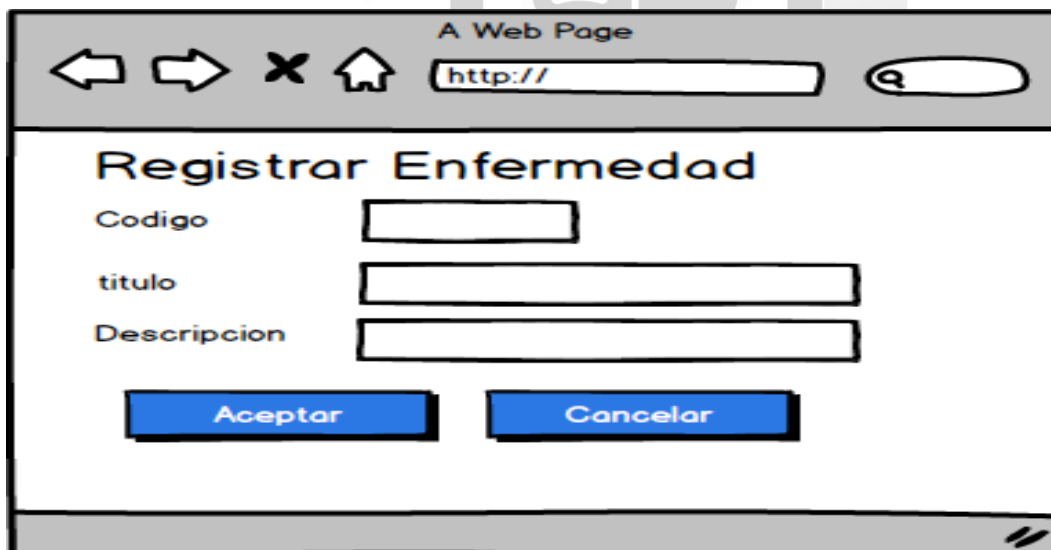 A Web Page
http://
Registrar Enfermedad
Codigo
titulo
Descripcion
Aceptar Cancelar